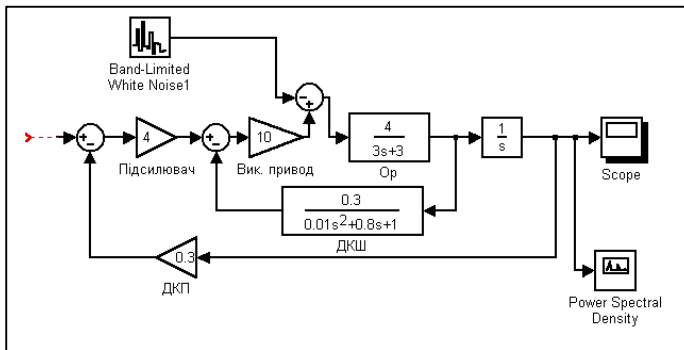 Band-Limited
White Noise1
4
Підсилювач
10
Вик. привод
4
3s+3
Ор
1
s
Scope
0.3
0.01s²+0.8s+1
ДКШ
0.3
ДКП
Power Spectral
Density